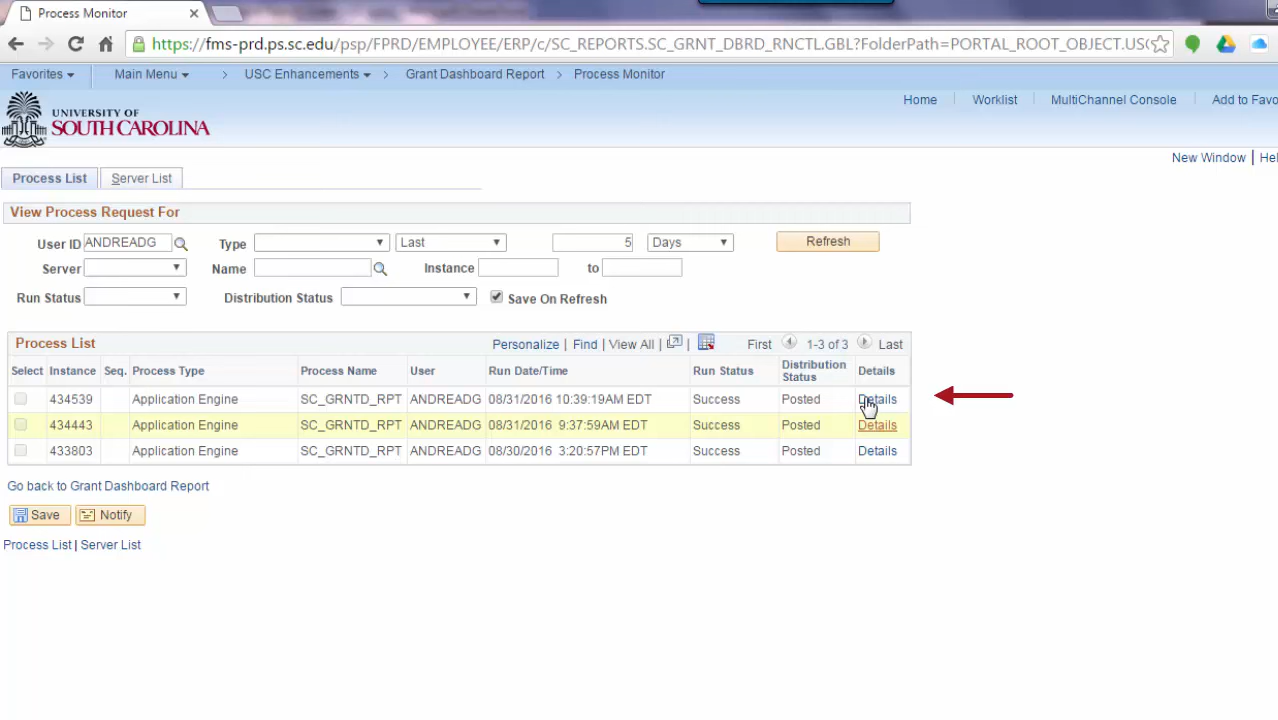 Process Monitor
https://fms-prd.ps.sc.edu/psp/FPRD/EMPLOYEE/ERP/c/SC_REPORTS.SC_GRNT_DBRD_RNCTL.GBL?FolderPath=PORTAL_ROOT_OBJECT.US
Favorites Main Menu > USC Enhancements > Grant Dashboard Report > Process Monitor
UNIVERSITY OF
SOUTH CAROLINA
Home Worklist MultiChannel Console Add to Favo
New Window | Hel
Process List Server List
View Process Request For
User ID ANDREADG Type Last 5 Days Refresh
Server Name Instance to
Run Status Distribution Status Save On Refresh
Process List Personalize | Find | View All | | First 1-3 of 3 Last
Select Instance Seq. Process Type Process Name User Run Date/Time Run Status Distribution Status Details
434539 Application Engine SC_GRNTD_RPT ANDREADG 08/31/2016 10:39:19AM EDT Success Posted Details
434443 Application Engine SC_GRNTD_RPT ANDREADG 08/31/2016 9:37:59AM EDT Success Posted Details
433803 Application Engine SC_GRNTD_RPT ANDREADG 08/30/2016 3:20:57PM EDT Success Posted Details
Go back to Grant Dashboard Report
Save Notify
Process List | Server List